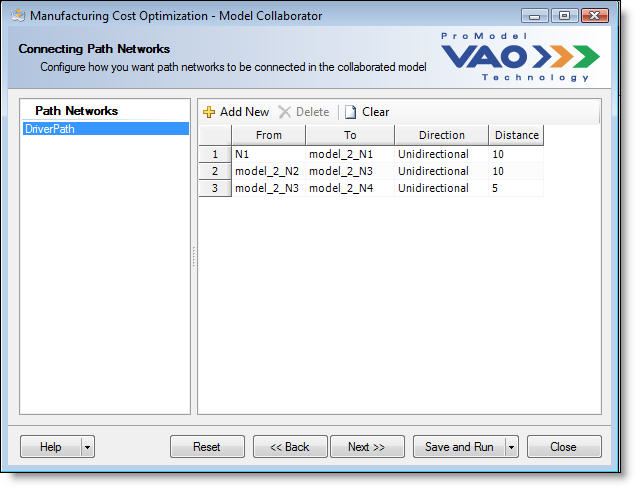 Manufacturing Cost Optimization - Model Collaborator
Connecting Path Networks
Configure how you want path networks to be connected in the collaborated model
ProModel
VAO
Technology
Path Networks
DriverPath
Add New Delete Clear
From To Direction Distance
1 N1 model_2_N1 Unidirectional 10
2 model_2_N2 model_2_N3 Unidirectional 10
3 model_2_N3 model_2_N4 Unidirectional 5
Help Reset << Back Next >> Save and Run Close